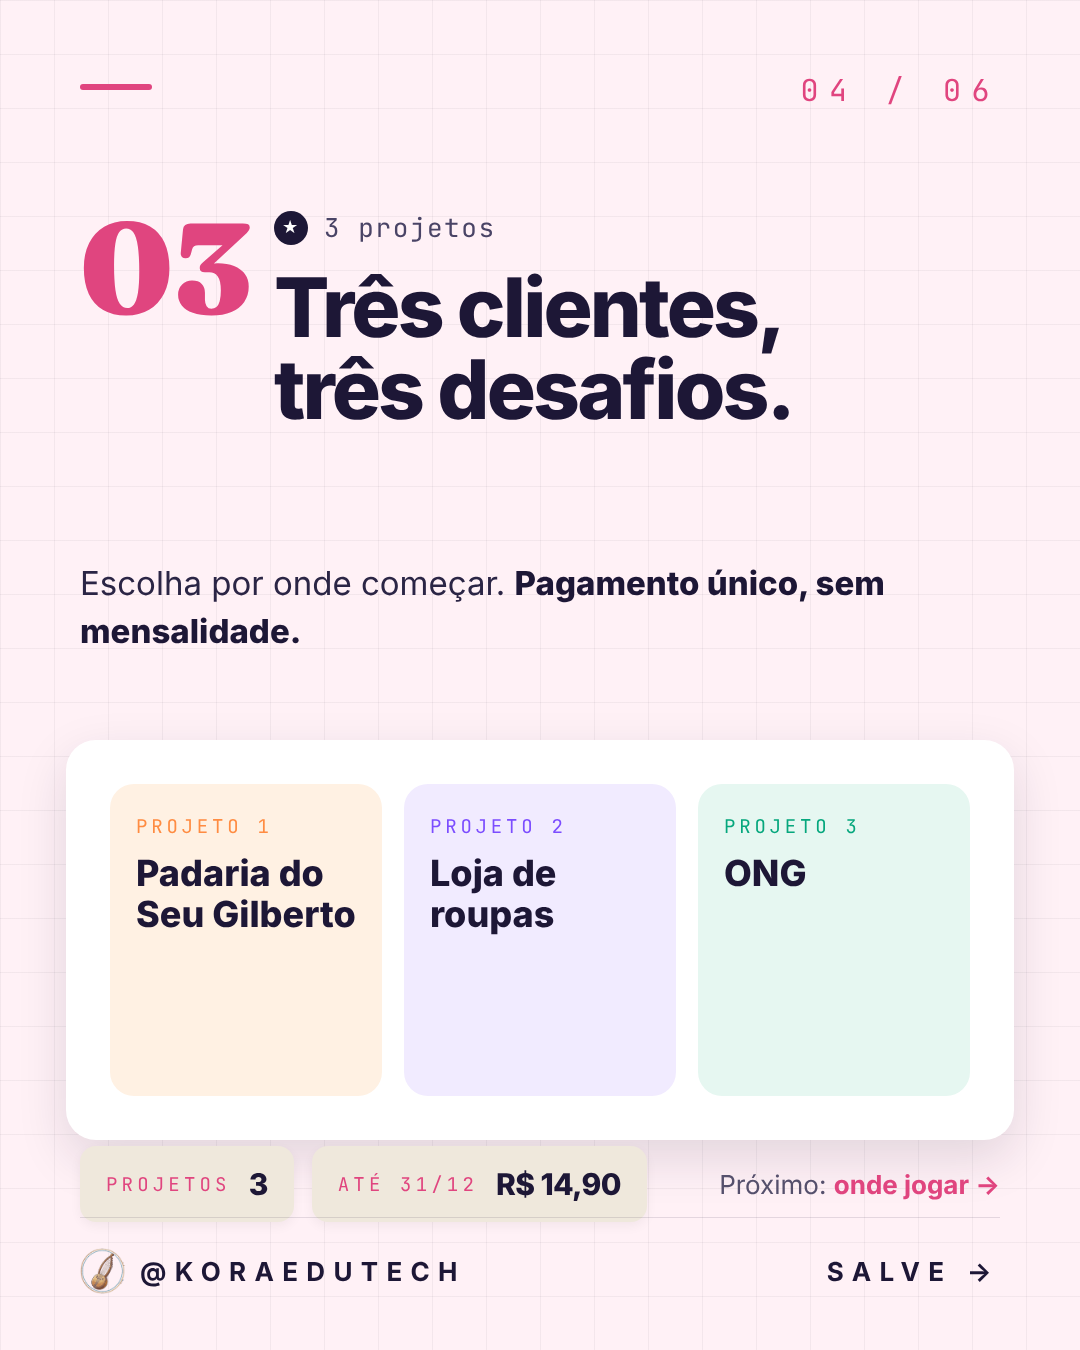 04 / 06
03
3 projetos
Três clientes,
três desafios.
Escolha por onde começar. Pagamento único, sem
mensalidade.
PROJETO 1
Padaria do
Seu Gilberto
PROJETO 2
Loja de
roupas
PROJETO 3
ONG
PROJETOS 3
ATÉ 31/12 R$ 14,90
Próximo: onde jogar →
@KORAEDUTECH
SALVE →